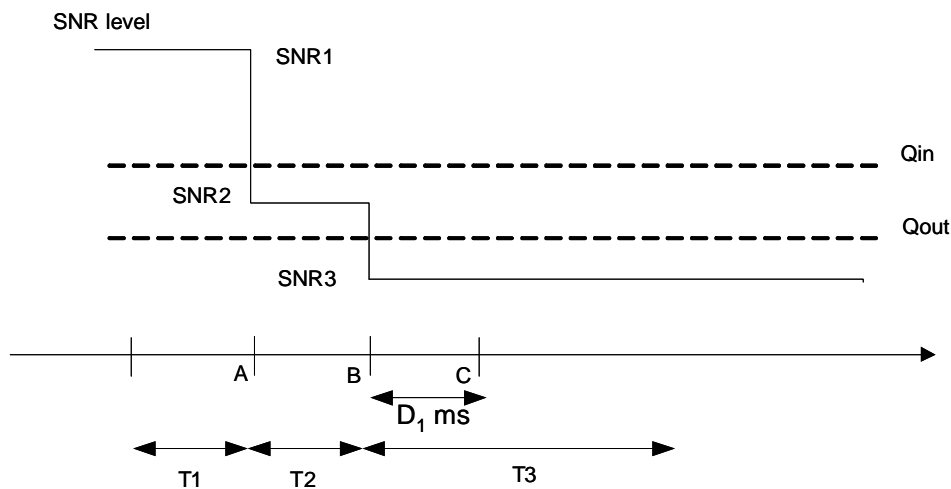 SNR level
SNR1
Qin
SNR2
Qout
SNR3
A
B
C
D₁ ms
T1
T2
T3